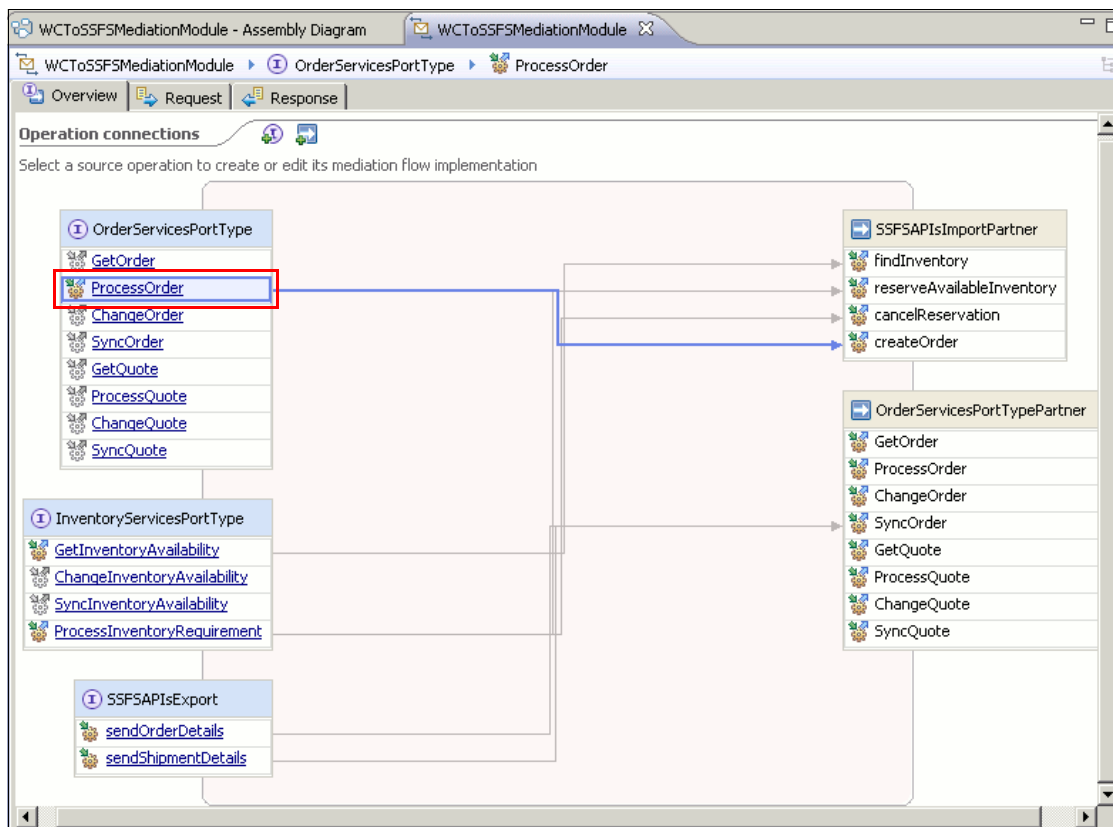 WCToSSFSMediationModule - Assembly Diagram
WCToSSFSMediationModule
WCToSSFSMediationModule
OrderServicesPortType
ProcessOrder
Overview
Request
Response
Operation connections
Select a source operation to create or edit its mediation flow implementation
OrderServicesPortType
GetOrder
ProcessOrder
ChangeOrder
SyncOrder
GetQuote
ProcessQuote
ChangeQuote
SyncQuote
InventoryServicesPortType
GetInventoryAvailability
ChangeInventoryAvailability
SyncInventoryAvailability
ProcessInventoryRequirement
SSFSAPIsExport
sendOrderDetails
sendShipmentDetails
SSFSAPIsImportPartner
findInventory
reserveAvailableInventory
cancelReservation
createOrder
OrderServicesPortTypePartner
GetOrder
ProcessOrder
ChangeOrder
SyncOrder
GetQuote
ProcessQuote
ChangeQuote
SyncQuote